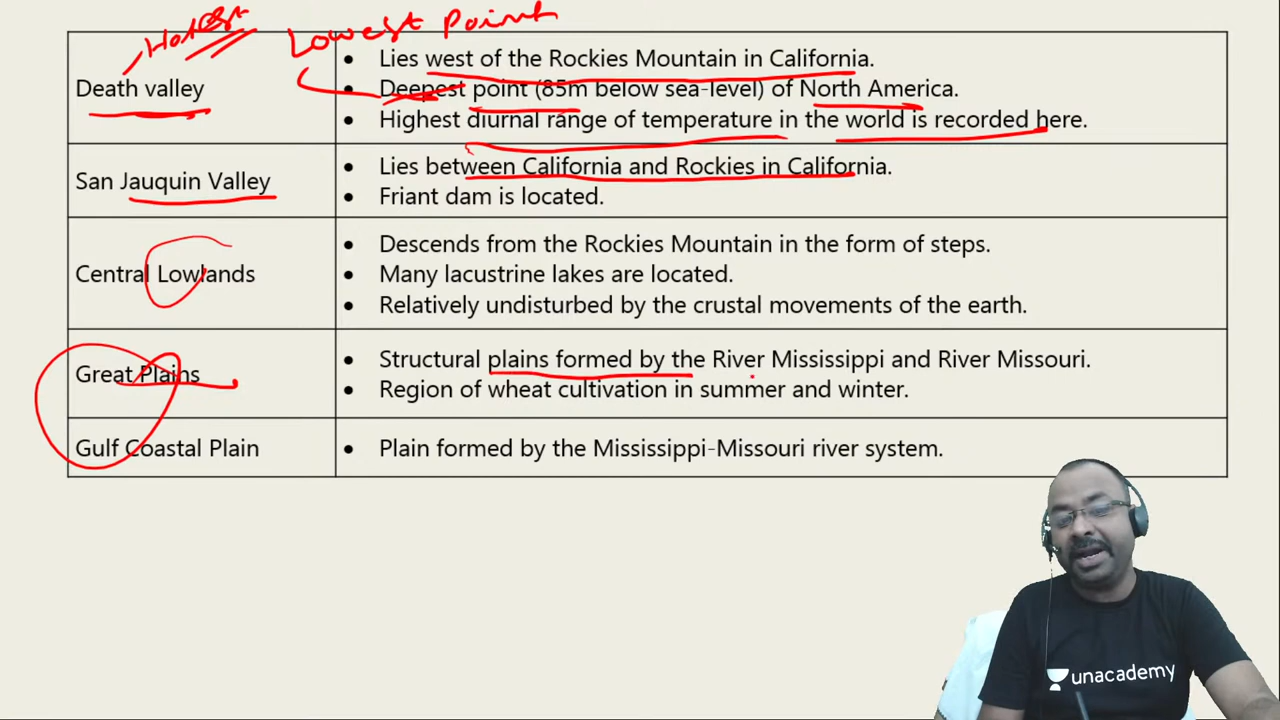 Hotest
Lowest Point
Death valley
• Lies west of the Rockies Mountain in California.
• Deepest point (85m below sea-level) of North America.
• Highest diurnal range of temperature in the world is recorded here.
San Jauquin Valley
• Lies between California and Rockies in California.
• Friant dam is located.
Central Lowlands
• Descends from the Rockies Mountain in the form of steps.
• Many lacustrine lakes are located.
• Relatively undisturbed by the crustal movements of the earth.
Great Plains
• Structural plains formed by the River Mississippi and River Missouri.
• Region of wheat cultivation in summer and winter.
Gulf Coastal Plain
• Plain formed by the Mississippi-Missouri river system.
unacademy